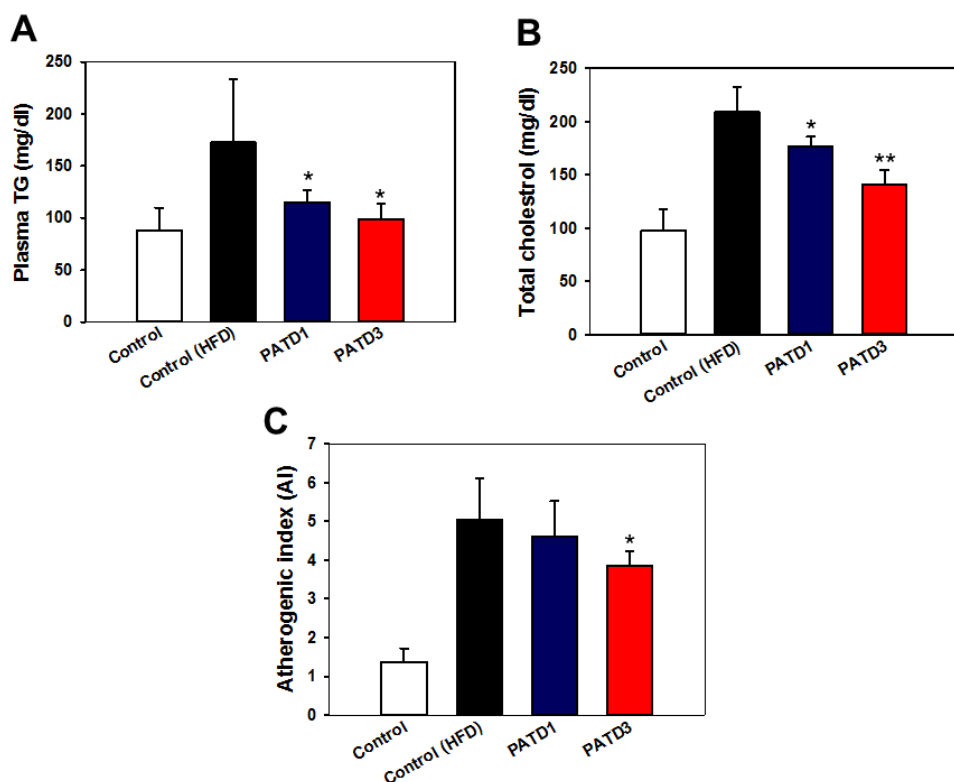 A
Plasma TG (mg/dl)
250
200
150
100
50
0
*
*
Control
Control (HFD)
PATD1
PATD3
B
Total cholestrol (mg/dl)
250
200
150
100
50
0
*
**
Control
Control (HFD)
PATD1
PATD3
C
Atherogenic index (AI)
7
6
5
4
3
2
1
0
*
Control
Control (HFD)
PATD1
PATD3